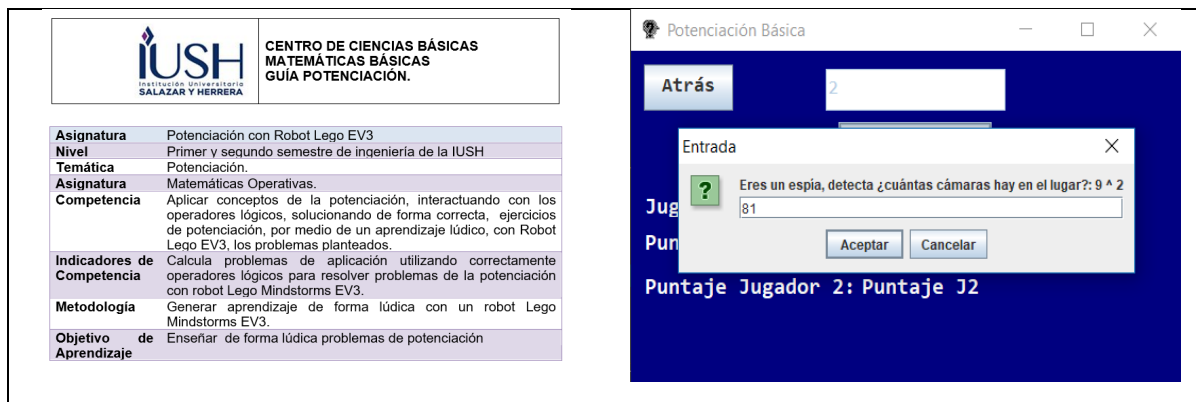 IUSH
Institución Universitaria
SALAZAR Y HERRERA
CENTRO DE CIENCIAS BÁSICAS
MATEMÁTICAS BÁSICAS
GUÍA POTENCIACIÓN.
Asignatura Potenciación con Robot Lego EV3
Nivel Primer y segundo semestre de ingeniería de la IUSH
Temática Potenciación.
Asignatura Matemáticas Operativas.
Competencia Aplicar conceptos de la potenciación, interactuando con los
operadores lógicos, solucionando de forma correcta, ejercicios
de potenciación, por medio de un aprendizaje lúdico, con Robot
Lego EV3, los problemas planteados.
Indicadores de Calcula problemas de aplicación utilizando correctamente
Competencia operadores lógicos para resolver problemas de la potenciación
con robot Lego Mindstorms EV3.
Metodología Generar aprendizaje de forma lúdica con un robot Lego
Mindstorms EV3.
Objetivo de Enseñar de forma lúdica problemas de potenciación
Aprendizaje
Potenciación Básica
Atrás
2
Entrada
Eres un espía, detecta ¿cuántas cámaras hay en el lugar?: 9 ^ 2
81
Aceptar Cancelar
Jug
Pun
Puntaje Jugador 2: Puntaje J2